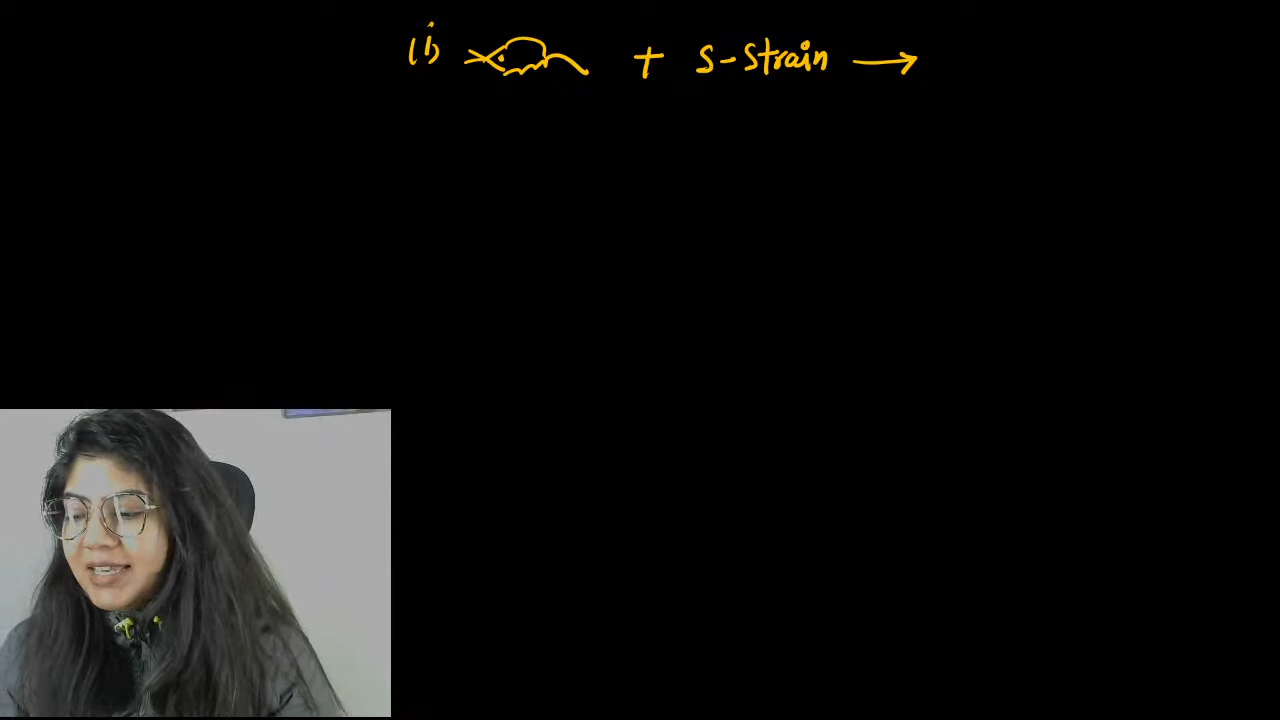 (i) + S-Strain →